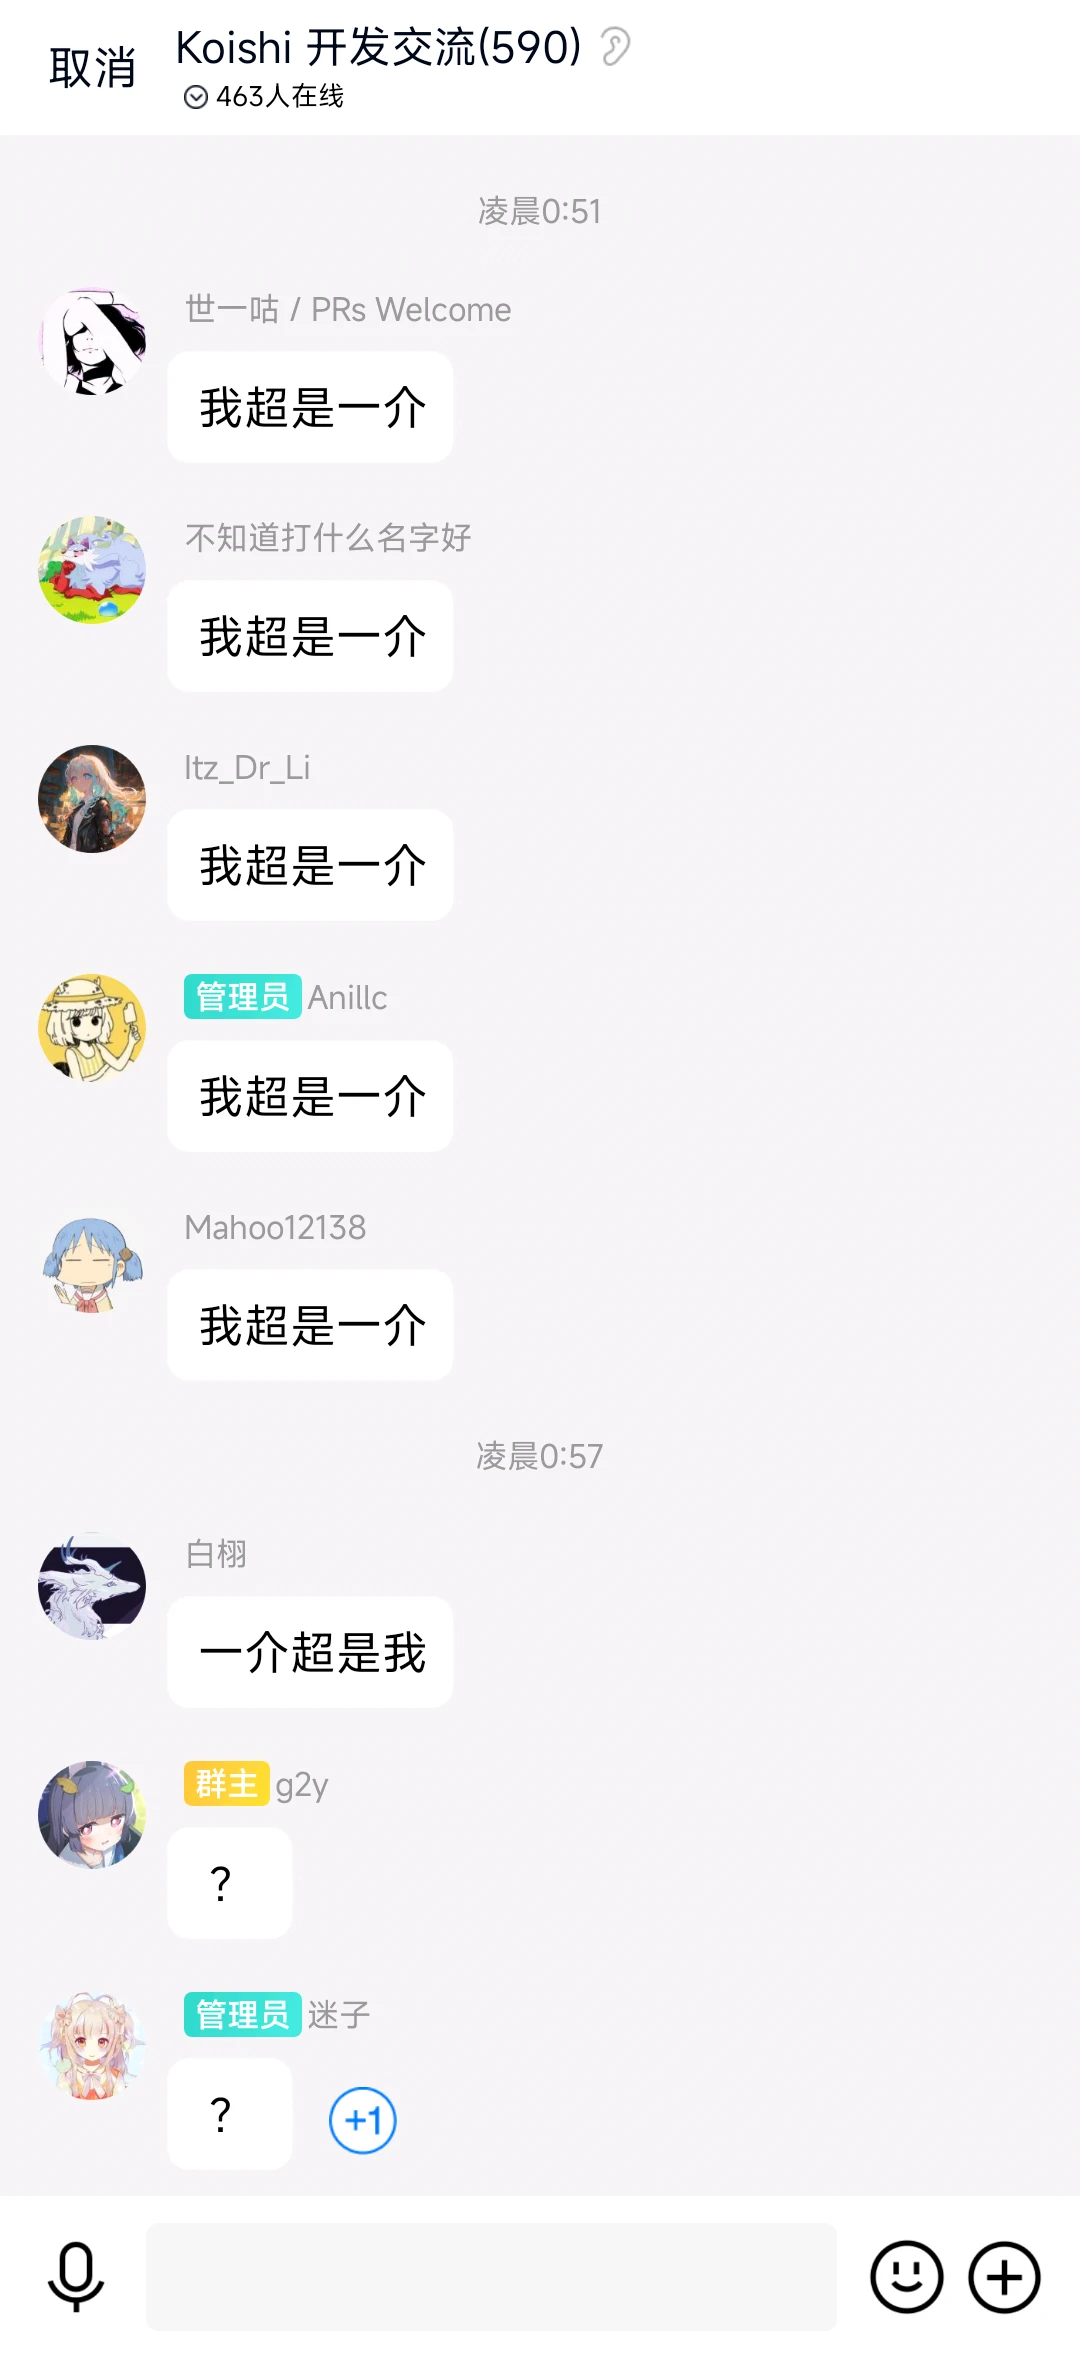 取消
Koishi 开发交流(590)
463人在线
凌晨0:51
世一咕 / PRs Welcome
我超是一介
不知道打什么名字好
我超是一介
Itz_Dr_Li
我超是一介
管理员 Anillc
我超是一介
Mahoo12138
我超是一介
凌晨0:57
白栩
一介超是我
群主 g2y
？
管理员 迷子
？
+1